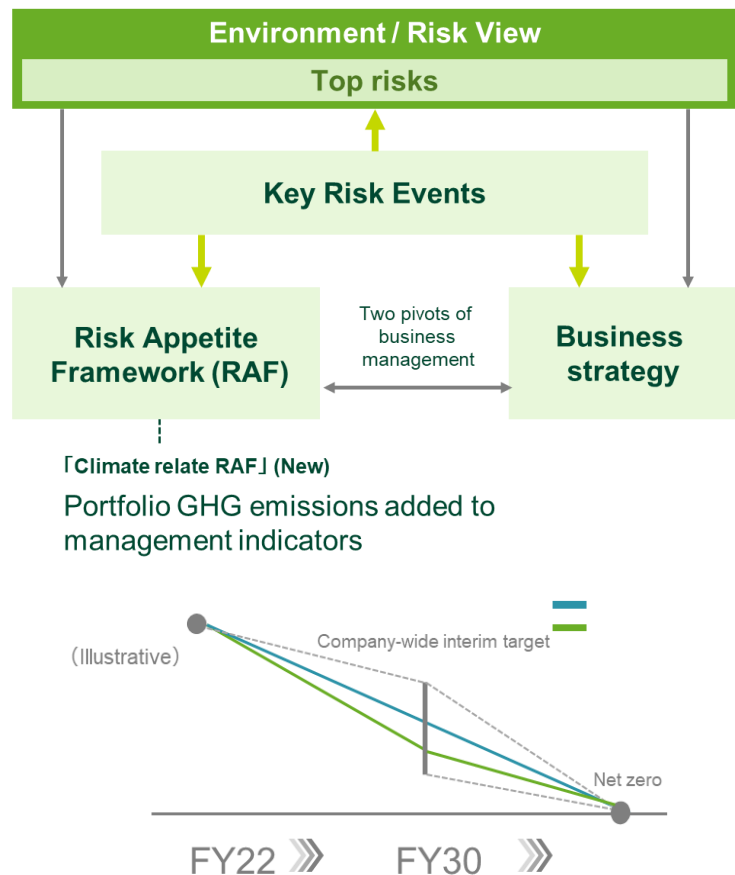 Environment / Risk View
Top risks
Key Risk Events
Risk Appetite
Framework (RAF)
Two pivots of
business
management
Business
strategy
｢Climate relate RAF｣ (New)
Portfolio GHG emissions added to
management indicators
（Illustrative）
Company-wide interim target
Net zero
FY22
FY30